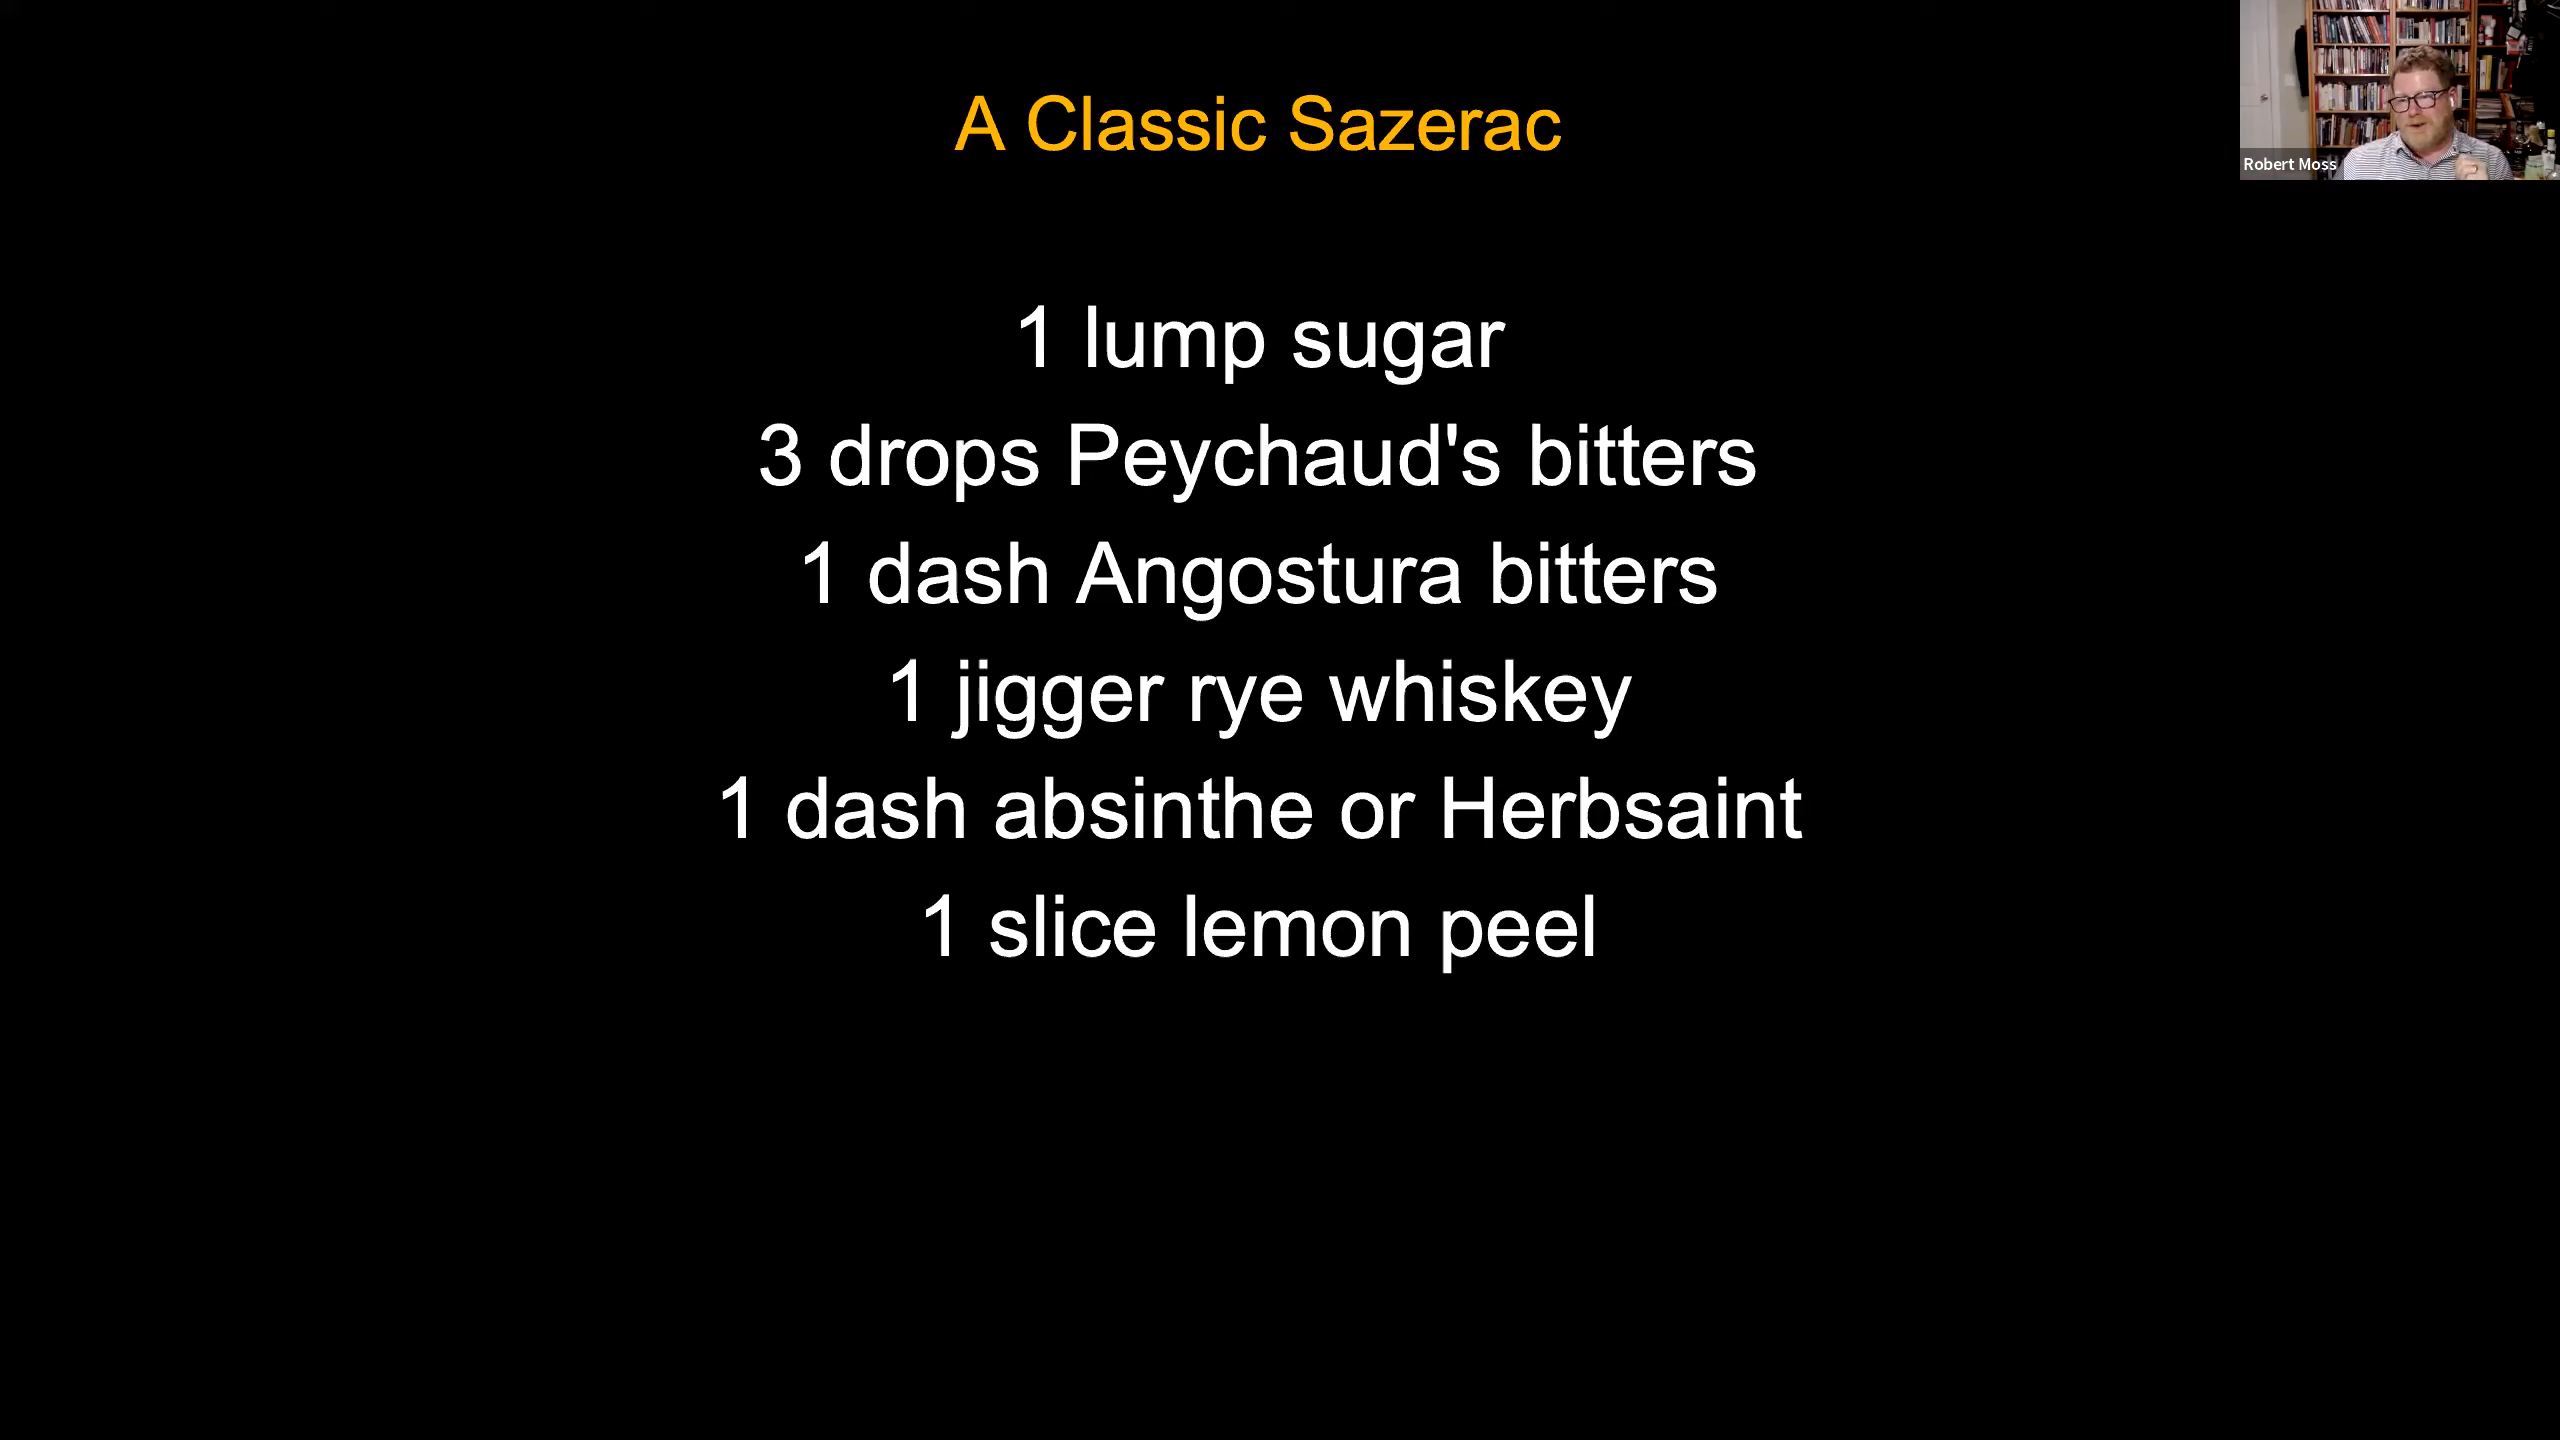 A Classic Sazerac
Robert Moss
1 lump sugar
3 drops Peychaud's bitters
1 dash Angostura bitters
1 jigger rye whiskey
1 dash absinthe or Herbsaint
1 slice lemon peel